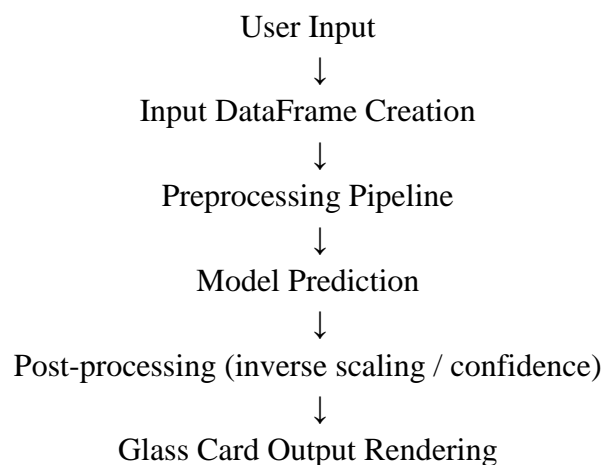 User Input
↓
Input DataFrame Creation
↓
Preprocessing Pipeline
↓
Model Prediction
↓
Post-processing (inverse scaling / confidence)
↓
Glass Card Output Rendering